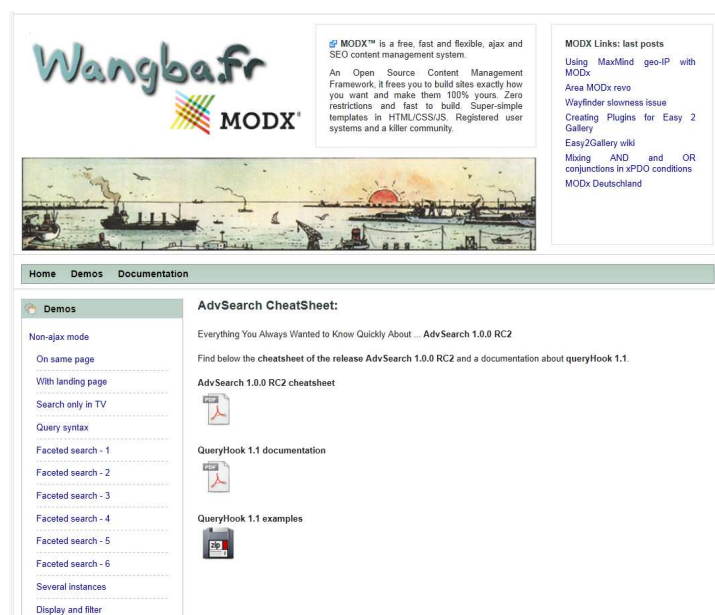 Wangba.fr
MODX
MODX™ is a free, fast and flexible, ajax and
SEO content management system.
An Open Source Content Management
Framework, it frees you to build sites exactly how
you want and make them 100% yours. Zero
restrictions and fast to build. Super-simple
templates in HTML/CSS/JS. Registered user
systems and a killer community.
MODX Links: last posts
Using MaxMind geo-IP with
MODx
Area MODx revo
Wayfinder slowness issue
Creating Plugins for Easy 2
Gallery
Easy2Gallery wiki
Mixing AND and OR
conjunctions in xPDO conditions
MODx Deutschland
Home Demos Documentation
Demos
Non-ajax mode
On same page
With landing page
Search only in TV
Query syntax
Faceted search - 1
Faceted search - 2
Faceted search - 3
Faceted search - 4
Faceted search - 5
Faceted search - 6
Several instances
Display and filter
AdvSearch CheatSheet:
Everything You Always Wanted to Know Quickly About ... AdvSearch 1.0.0 RC2
Find below the cheatsheet of the release AdvSearch 1.0.0 RC2 and a documentation about queryHook 1.1.
AdvSearch 1.0.0 RC2 cheatsheet
PDF
QueryHook 1.1 documentation
PDF
QueryHook 1.1 examples
zip